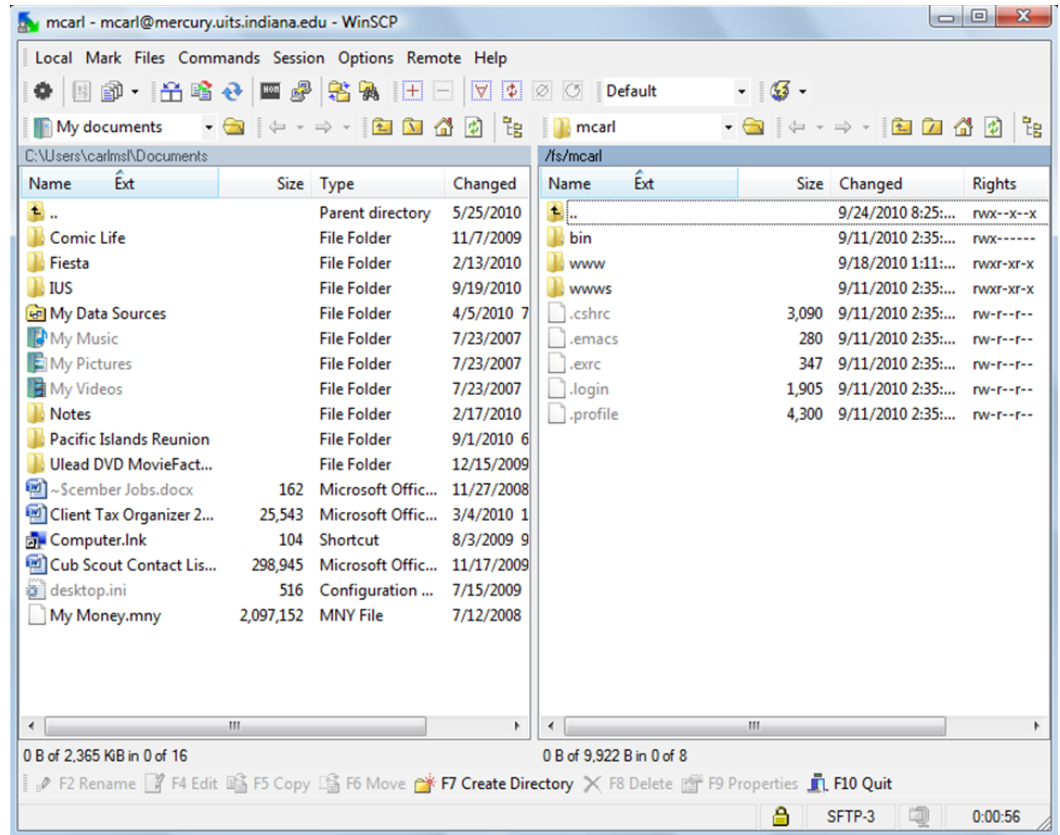 mcarl - mcarl@mercury.uits.indiana.edu - WinSCP
Local Mark Files Commands Session Options Remote Help
Default
My documents
mcarl
C:\Users\carlmsl\Documents
/fs/mcarl
Name Ext Size Type Changed
.. Parent directory 5/25/2010
Comic Life File Folder 11/7/2009
Fiesta File Folder 2/13/2010
IUS File Folder 9/19/2010
My Data Sources File Folder 4/5/2010 7
My Music File Folder 7/23/2007
My Pictures File Folder 7/23/2007
My Videos File Folder 7/23/2007
Notes File Folder 2/17/2010
Pacific Islands Reunion File Folder 9/1/2010 6
Ulead DVD MovieFact... File Folder 12/15/2009
~$cember Jobs.docx 162 Microsoft Offic... 11/27/2008
Client Tax Organizer 2... 25,543 Microsoft Offic... 3/4/2010 1
Computer.lnk 104 Shortcut 8/3/2009 9
Cub Scout Contact Lis... 298,945 Microsoft Offic... 11/17/2009
desktop.ini 516 Configuration ... 7/15/2009
My Money.mny 2,097,152 MNY File 7/12/2008
Name Ext Size Changed Rights
.. 9/24/2010 8:25:... rwx--x--x
bin 9/11/2010 2:35:... rwx------
www 9/18/2010 1:11:... rwxr-xr-x
wwws 9/11/2010 2:35:... rwxr-xr-x
.cshrc 3,090 9/11/2010 2:35:... rw-r--r--
.emacs 280 9/11/2010 2:35:... rw-r--r--
.exrc 347 9/11/2010 2:35:... rw-r--r--
.login 1,905 9/11/2010 2:35:... rw-r--r--
.profile 4,300 9/11/2010 2:35:... rw-r--r--
0 B of 2,365 KiB in 0 of 16
0 B of 9,922 B in 0 of 8
F2 Rename F4 Edit F5 Copy F6 Move F7 Create Directory F8 Delete F9 Properties F10 Quit
SFTP-3 0:00:56